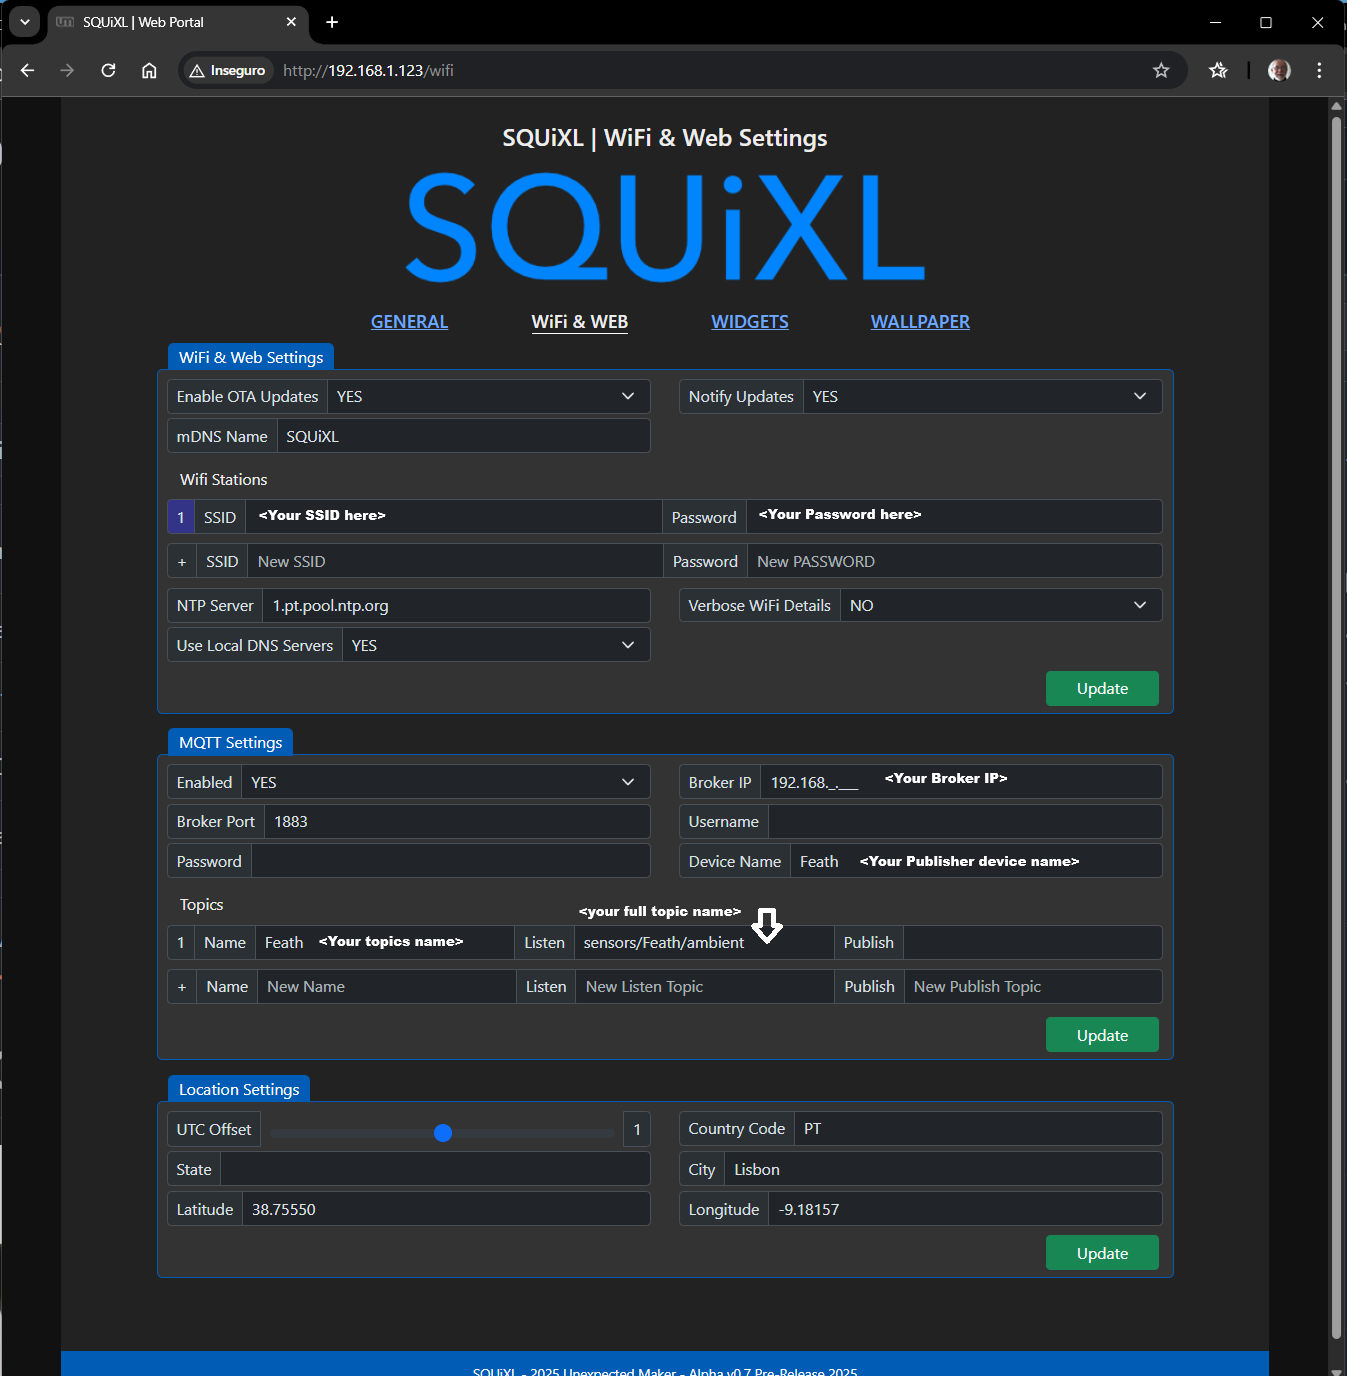 SQUiXL | Web Portal
Inseguro http://192.168.1.123/wifi
SQUiXL | WiFi & Web Settings
SQUiXL
GENERAL WiFi & WEB WIDGETS WALLPAPER
WiFi & Web Settings
Enable OTA Updates YES Notify Updates YES
mDNS Name SQUiXL
Wifi Stations
1 SSID <Your SSID here> Password <Your Password here>
+ SSID New SSID Password New PASSWORD
NTP Server 1.pt.pool.ntp.org Verbose WiFi Details NO
Use Local DNS Servers YES
Update
MQTT Settings
Enabled YES Broker IP 192.168._.___ <Your Broker IP>
Broker Port 1883 Username
Password Device Name Feath <Your Publisher device name>
Topics
<your full topic name>
1 Name Feath <Your topics name> Listen sensors/Feath/ambient Publish
+ Name New Name Listen New Listen Topic Publish New Publish Topic
Update
Location Settings
UTC Offset 1 Country Code PT
State City Lisbon
Latitude 38.75550 Longitude -9.18157
Update
SQUiXL - 2025 Unexpected Maker - Alpha v0.7 Pre-Release 2025